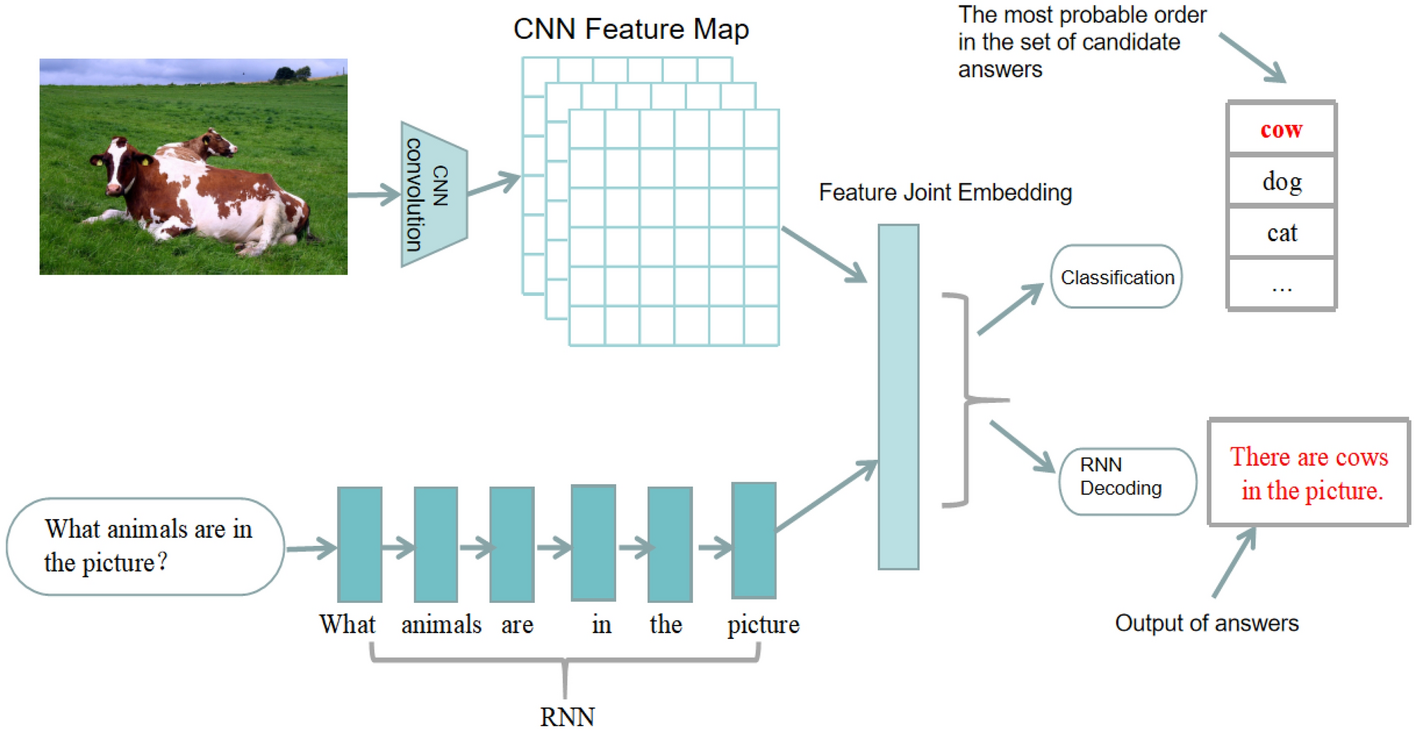 CNN Feature Map
The most probable order
in the set of candidate
answers
CNN
convolution
Feature Joint Embedding
cow
dog
cat
...
Classification
RNN
Decoding
There are cows
in the picture.
Output of answers
What animals are in
the picture?
What animals are in the picture
RNN